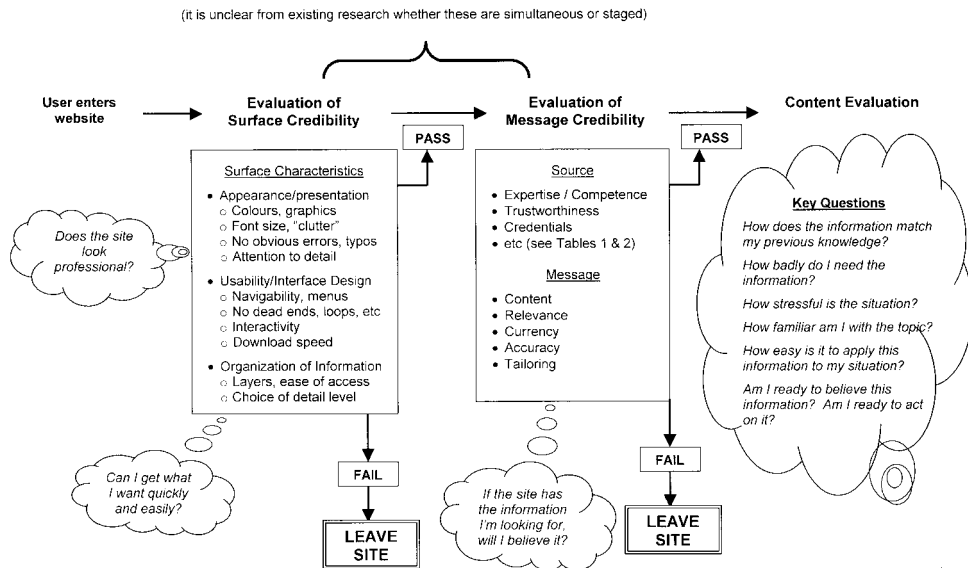 (it is unclear from existing research whether these are simultaneous or staged)
User enters
website
Evaluation of
Surface Credibility
PASS
Evaluation of
Message Credibility
PASS
Content Evaluation
Surface Characteristics
• Appearance/presentation
o Colours, graphics
o Font size, "clutter"
o No obvious errors, typos
o Attention to detail
• Usability/Interface Design
o Navigability, menus
o No dead ends, loops, etc
o Interactivity
o Download speed
• Organization of Information
o Layers, ease of access
o Choice of detail level
Does the site
look
professional?
Can I get what
I want quickly
and easily?
FAIL
LEAVE
SITE
Source
• Expertise / Competence
• Trustworthiness
• Credentials
• etc (see Tables 1 & 2)
Message
• Content
• Relevance
• Currency
• Accuracy
• Tailoring
If the site has
the information
I'm looking for,
will I believe it?
FAIL
LEAVE
SITE
Key Questions
How does the information match
my previous knowledge?
How badly do I need the
information?
How stressful is the situation?
How familiar am I with the topic?
How easy is it to apply this
information to my situation?
Am I ready to believe this
information? Am I ready to act
on it?